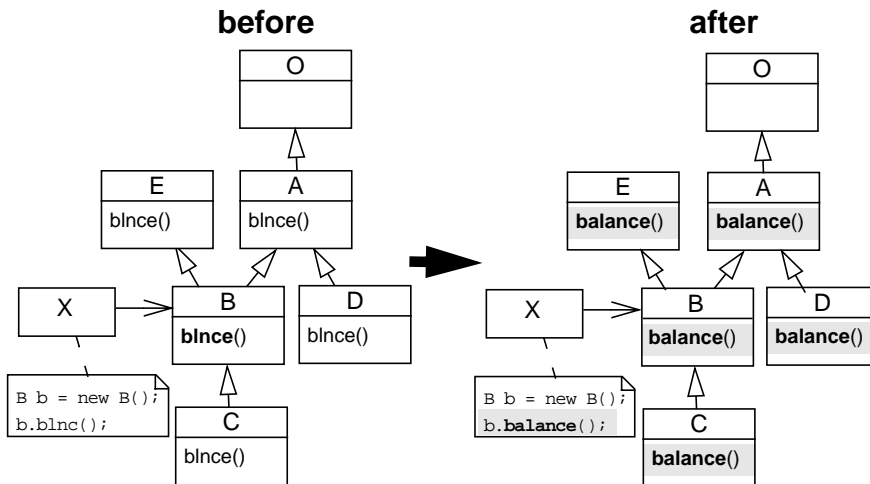 before
O
E
blnce()
A
blnce()
X
B
blnce()
D
blnce()
B b = new B();
b.blnc();
C
blnce()
after
O
E
balance()
A
balance()
X
B
balance()
D
balance()
B b = new B();
b.balance();
C
balance()